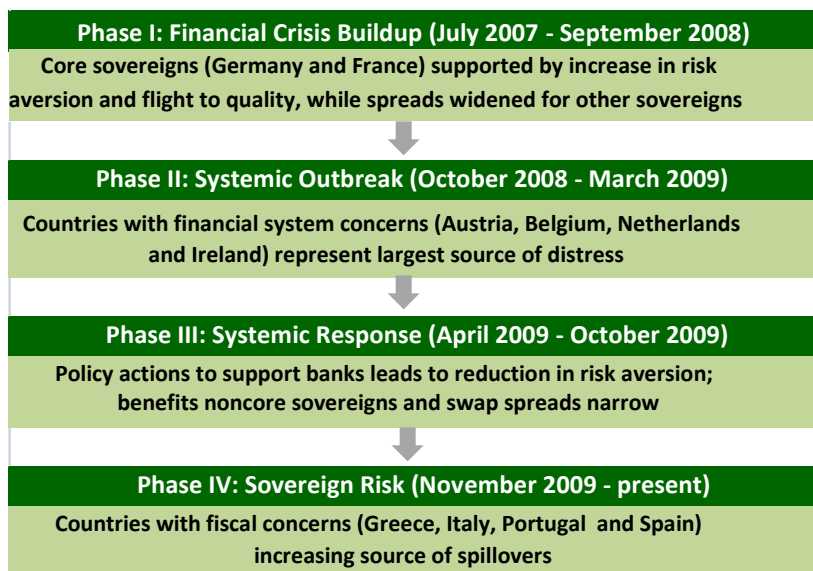 Phase I: Financial Crisis Buildup (July 2007 - September 2008)
Core sovereigns (Germany and France) supported by increase in risk
aversion and flight to quality, while spreads widened for other sovereigns
Phase II: Systemic Outbreak (October 2008 - March 2009)
Countries with financial system concerns (Austria, Belgium, Netherlands
and Ireland) represent largest source of distress
Phase III: Systemic Response (April 2009 - October 2009)
Policy actions to support banks leads to reduction in risk aversion;
benefits noncore sovereigns and swap spreads narrow
Phase IV: Sovereign Risk (November 2009 - present)
Countries with fiscal concerns (Greece, Italy, Portugal and Spain)
increasing source of spillovers